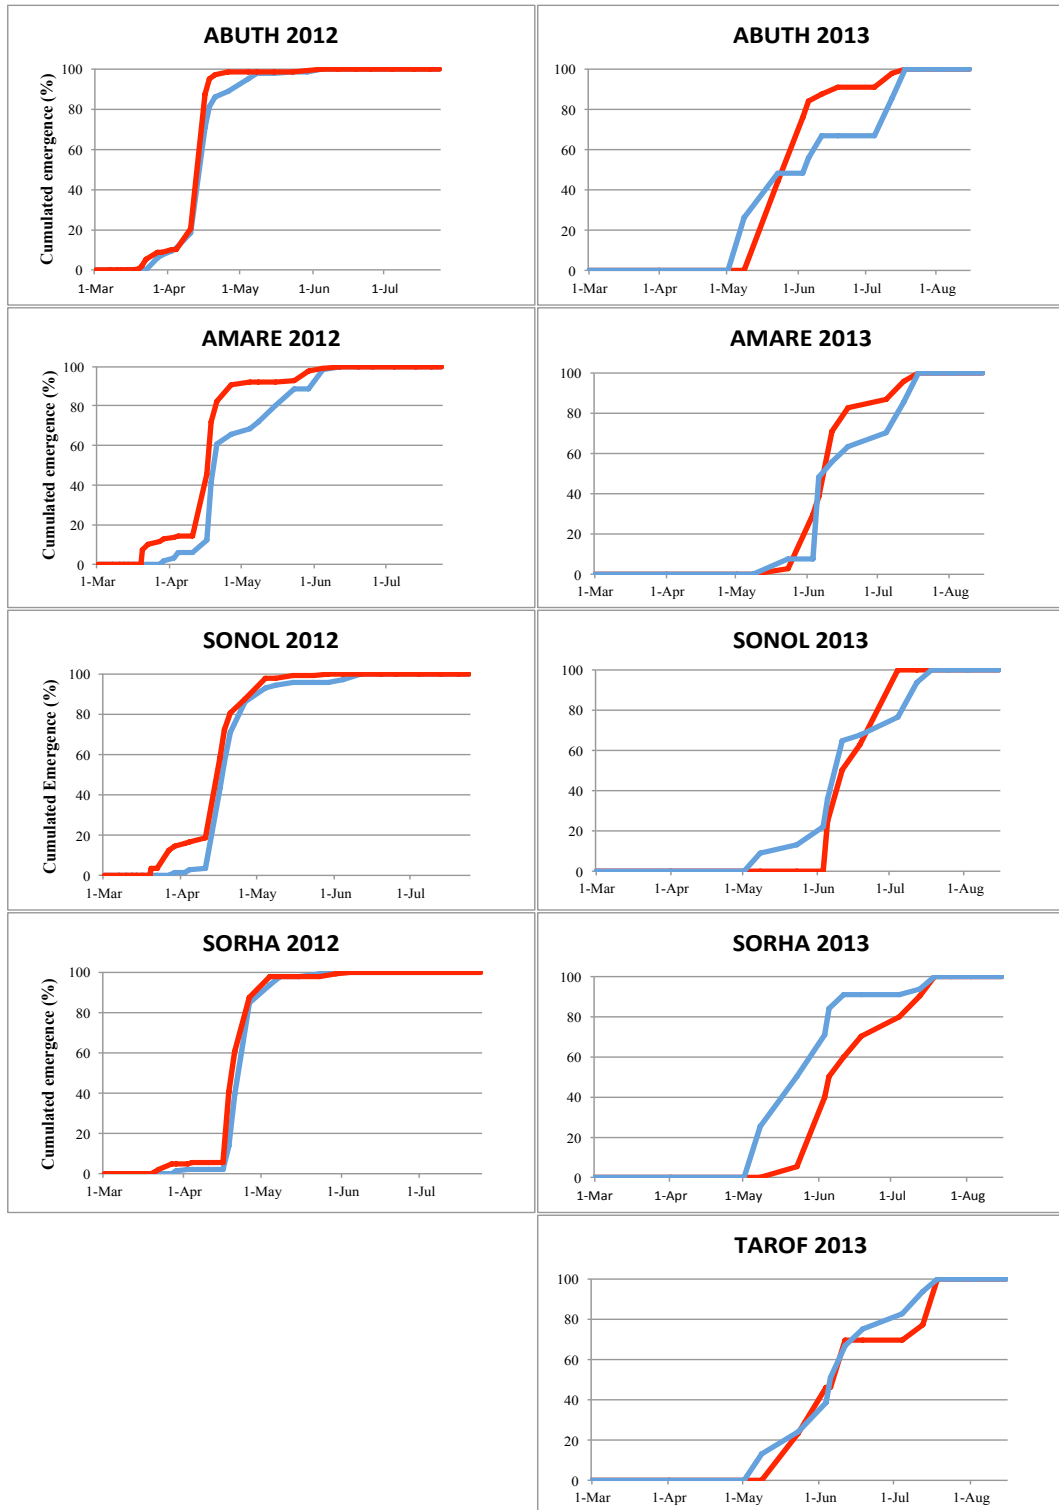 ABUTH 2012
Cumulated emergence (%)
100
80
60
40
20
0
1-Mar 1-Apr 1-May 1-Jun 1-Jul
ABUTH 2013
100
80
60
40
20
0
1-Mar 1-Apr 1-May 1-Jun 1-Jul 1-Aug
AMARE 2012
Cumulated emergence (%)
100
80
60
40
20
0
1-Mar 1-Apr 1-May 1-Jun 1-Jul
AMARE 2013
100
80
60
40
20
0
1-Mar 1-Apr 1-May 1-Jun 1-Jul 1-Aug
SONOL 2012
Cumulated Emergence (%)
100
80
60
40
20
0
1-Mar 1-Apr 1-May 1-Jun 1-Jul
SONOL 2013
100
80
60
40
20
0
1-Mar 1-Apr 1-May 1-Jun 1-Jul 1-Aug
SORHA 2012
Cumulated emergence (%)
100
80
60
40
20
0
1-Mar 1-Apr 1-May 1-Jun 1-Jul
SORHA 2013
100
80
60
40
20
0
1-Mar 1-Apr 1-May 1-Jun 1-Jul 1-Aug
TAROF 2013
100
80
60
40
20
0
1-Mar 1-Apr 1-May 1-Jun 1-Jul 1-Aug